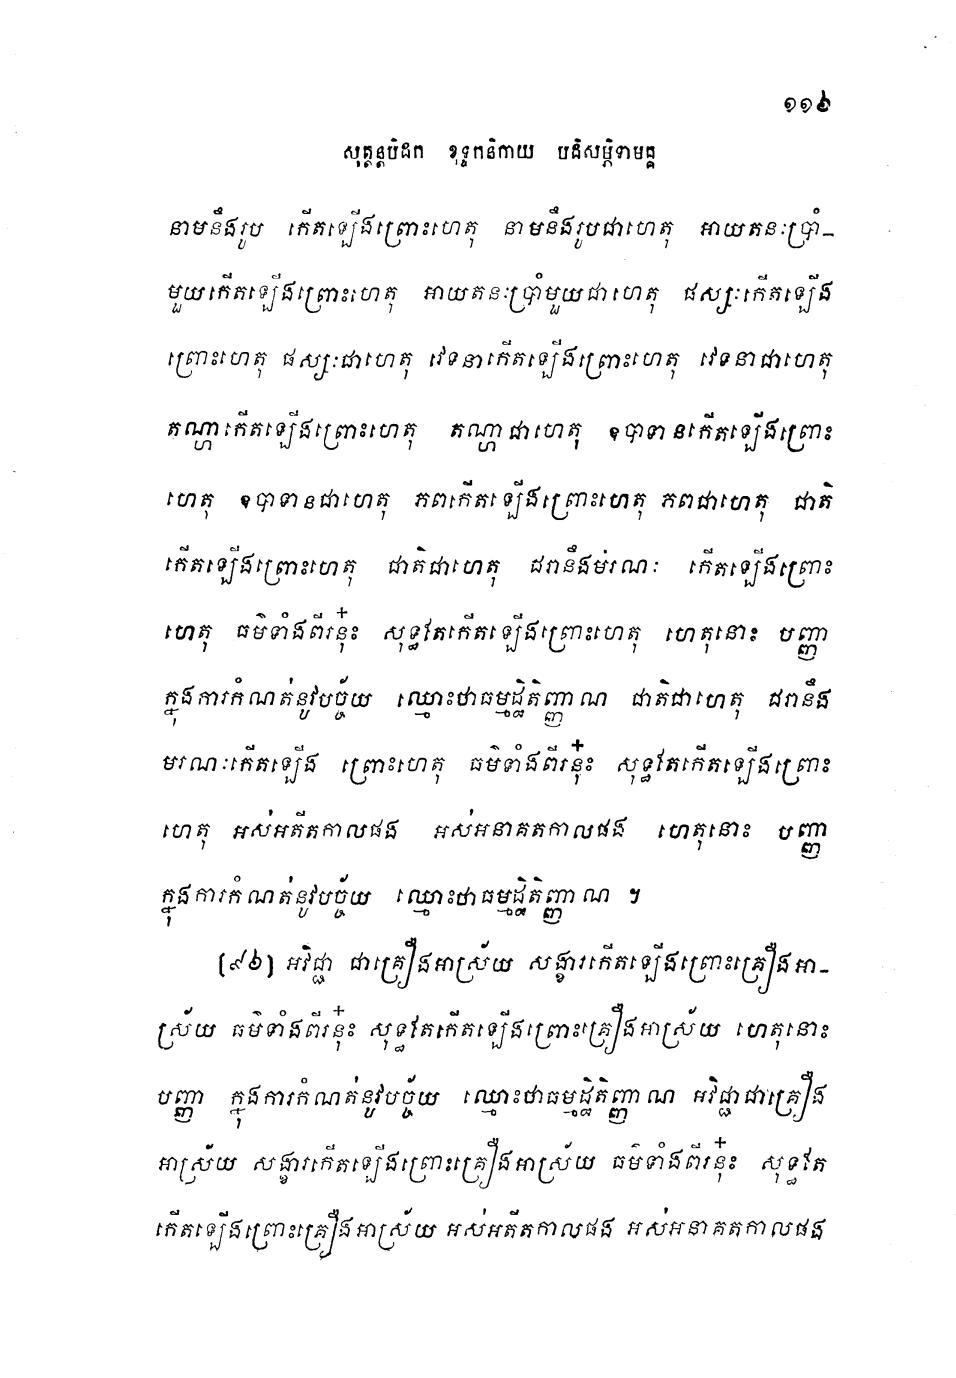 ១១៦
សុត្តន្តបិដក ខុទ្ទកនិកាយ បដិសម្ភិទាមគ្គ
នាមនឹងរូប កើតឡើងព្រោះហេតុ នាមនឹងរូបជាហេតុ អាយតនៈប្រាំ-
មួយកើតឡើងព្រោះហេតុ អាយតនៈប្រាំមួយជាហេតុ ផស្សៈកើតឡើង
ព្រោះហេតុ ផស្សៈជាហេតុ វេទនាកើតឡើងព្រោះហេតុ វេទនាជាហេតុ
តណ្ហាកើតឡើងព្រោះហេតុ តណ្ហាជាហេតុ ឧបាទានកើតឡើងព្រោះ
ហេតុ ឧបាទានជាហេតុ ភពកើតឡើងព្រោះហេតុ ភពជាហេតុ ជាតិ
កើតឡើងព្រោះហេតុ ជាតិជាហេតុ ជរានឹងមរណៈ កើតឡើងព្រោះ
ហេតុ ធម៌ទាំងពីរនុ៎ះ សុទ្ធតែកើតឡើងព្រោះហេតុ ហេតុនោះ បញ្ញា
ក្នុងការកំណត់នូវបច្ច័យ ឈ្មោះថាធម្មដ្ឋិតិញ្ញាណ ជាតិជាហេតុ ជរានឹង
មរណៈកើតឡើង ព្រោះហេតុ ធម៌ទាំងពីរនុ៎ះ សុទ្ធតែកើតឡើងព្រោះ
ហេតុ អស់អតីតកាលផង អស់អនាគតកាលផង ហេតុនោះ បញ្ញា
ក្នុងការកំណត់នូវបច្ច័យ ឈ្មោះថាធម្មដ្ឋិតិញ្ញាណ ។
(៩៦) អវិជ្ជា ជាគ្រឿងអាស្រ័យ សង្ខារកើតឡើងព្រោះគ្រឿងអា-
ស្រ័យ ធម៌ទាំងពីរនុ៎ះ សុទ្ធតែកើតឡើងព្រោះគ្រឿងអាស្រ័យ ហេតុនោះ
បញ្ញា ក្នុងការកំណត់នូវបច្ច័យ ឈ្មោះថាធម្មដ្ឋិតិញ្ញាណ អវិជ្ជាជាគ្រឿង
អាស្រ័យ សង្ខារកើតឡើងព្រោះគ្រឿងអាស្រ័យ ធម៌ទាំងពីរនុ៎ះ សុទ្ធតែ
កើតឡើងព្រោះគ្រឿងអាស្រ័យ អស់អតីតកាលផង អស់អនាគតកាលផង